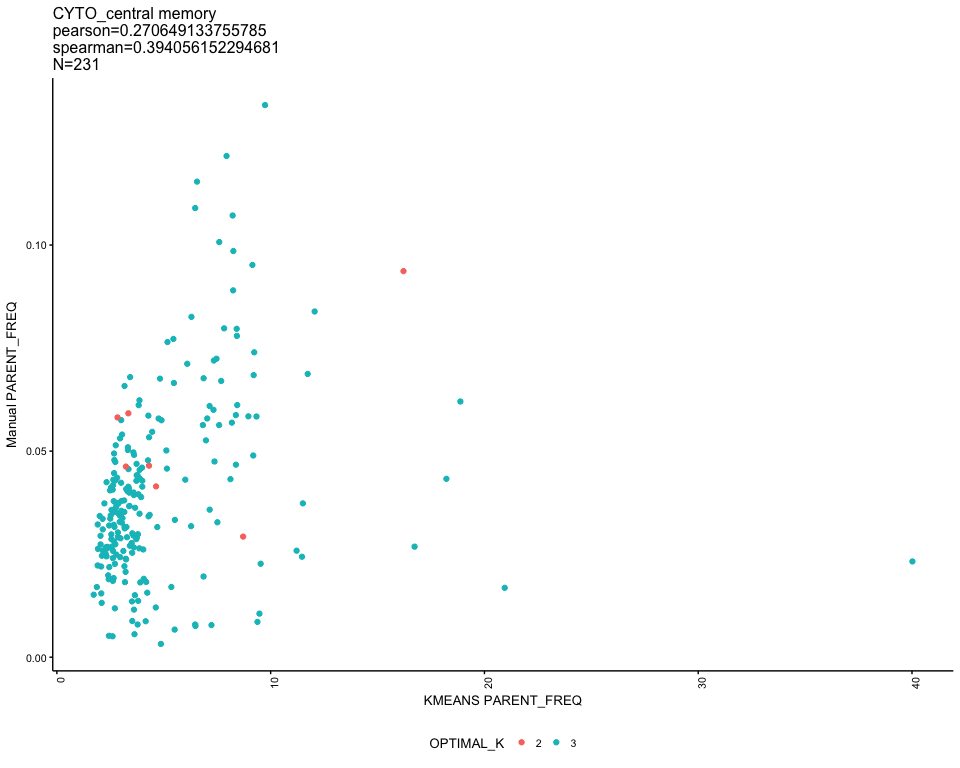 CYTO_central memory
pearson=0.270649133755785
spearman=0.394056152294681
N=231
Manual PARENT_FREQ
0.10
0.05
0.00
0
10
20
30
40
KMEANS PARENT_FREQ
OPTIMAL_K 2 3